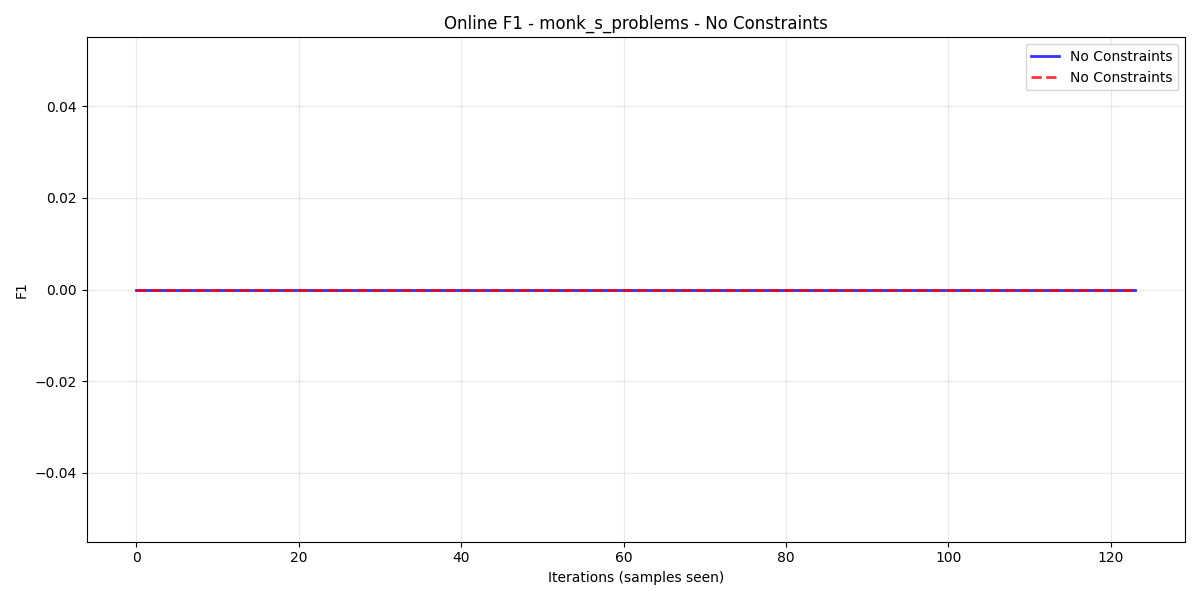 Online F1 - monk_s_problems - No Constraints
No Constraints
No Constraints
F1
0.04
0.02
0.00
−0.02
−0.04
0 20 40 60 80 100 120
Iterations (samples seen)